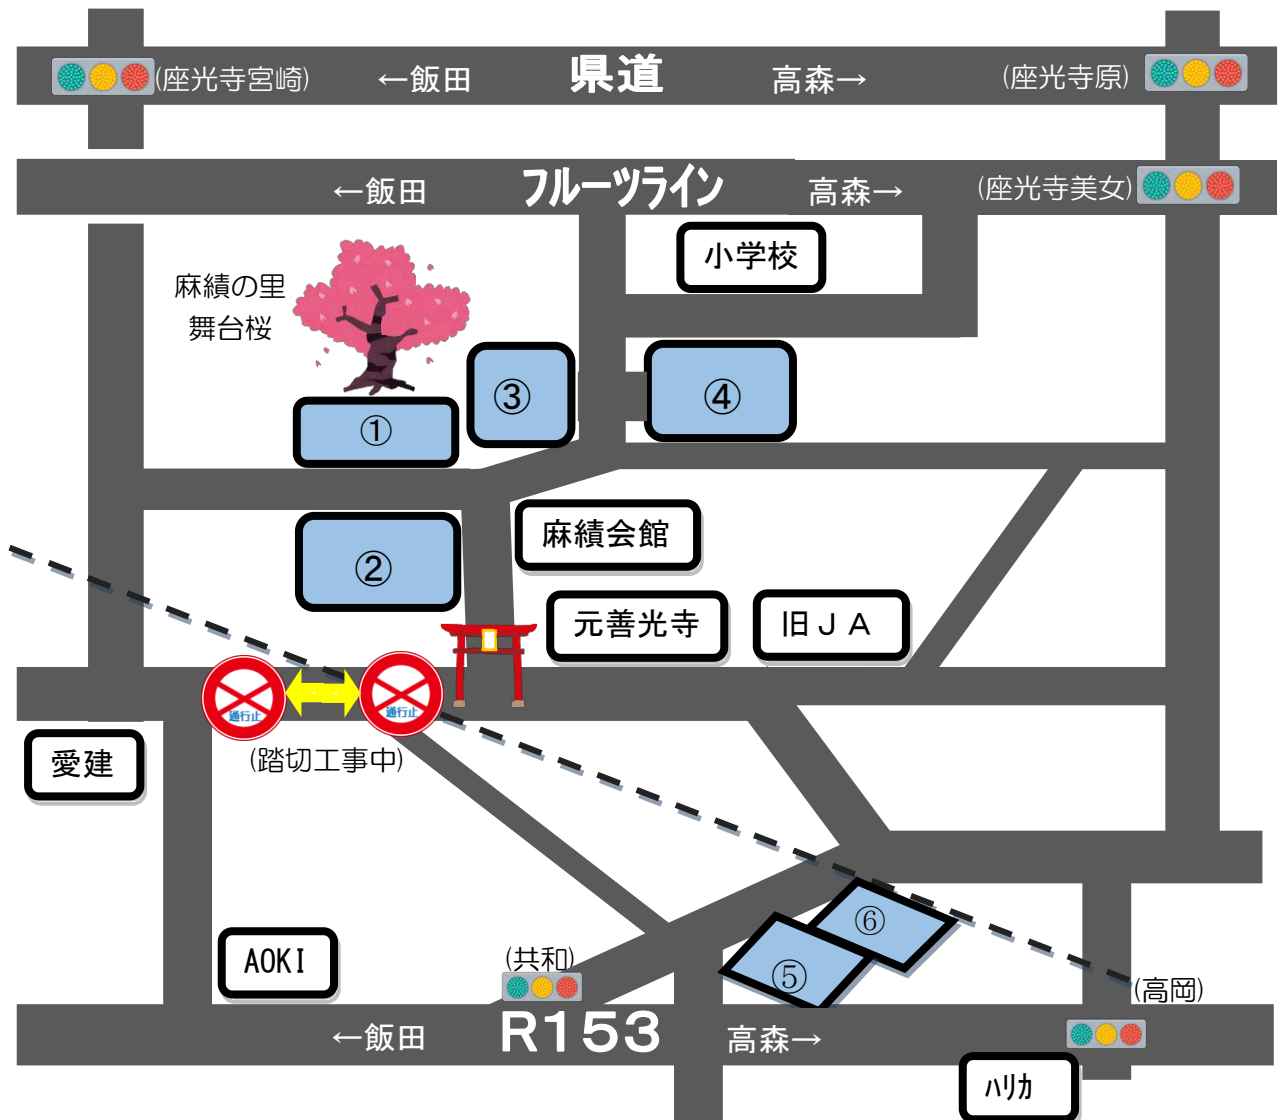 (座光寺宮崎)
←飯田
県道
高森→
(座光寺原)
←飯田
フルーツライン
高森→
(座光寺美女)
小学校
麻績の里
舞台桜
③
④
①
麻績会館
②
元善光寺
旧ＪＡ
通行止
通行止
愛建
(踏切工事中)
⑥
AOKI
(共和)
⑤
(高岡)
←飯田
R153
高森→
ﾊﾘｶ